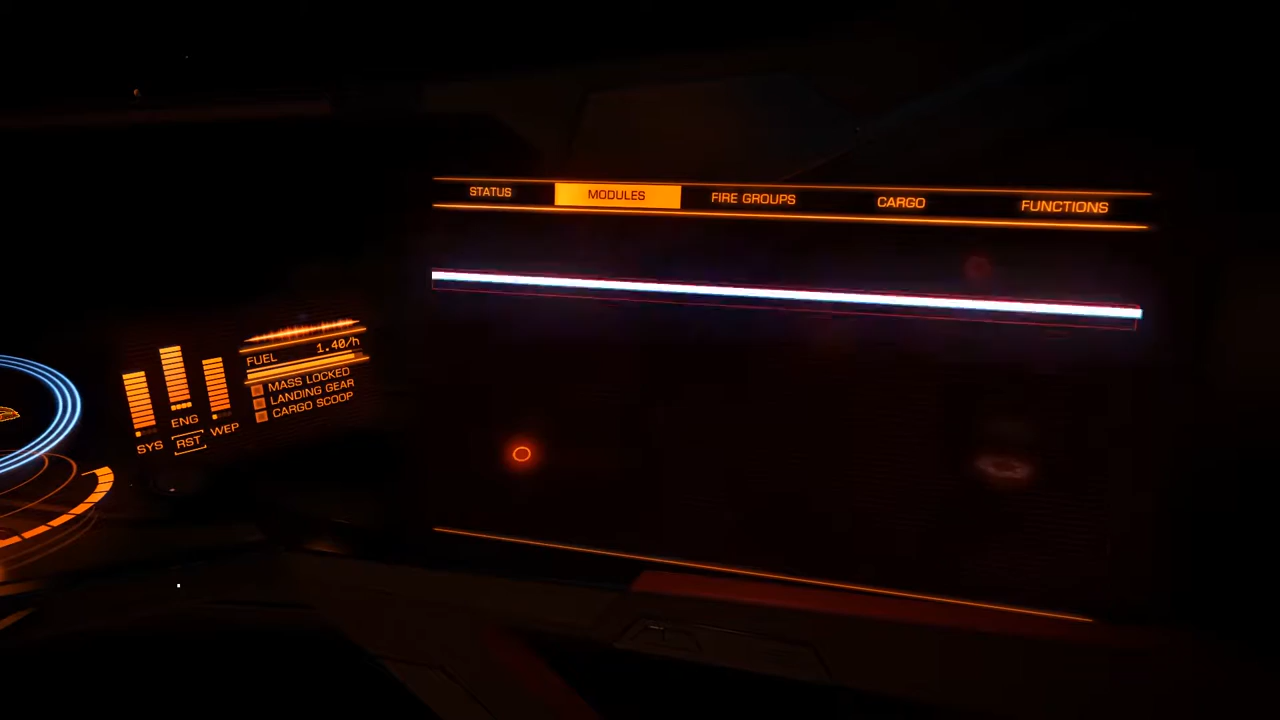 STATUS MODULES FIRE GROUPS CARGO FUNCTIONS
FUEL 1.40/h
MASS LOCKED
LANDING GEAR
CARGO SCOOP
SYS ENG WEP
RST